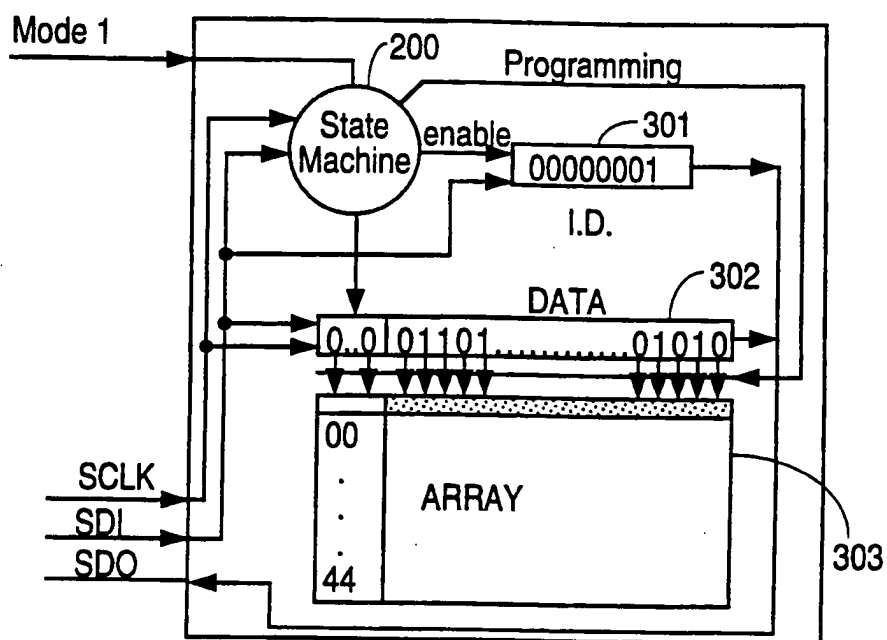 Mode 1
200
Programming
State
Machine
enable
301
00000001
I.D.
302
DATA
0..0 01101..............01010
00
.
.
.
44
ARRAY
SCLK
SDI
SDO
303